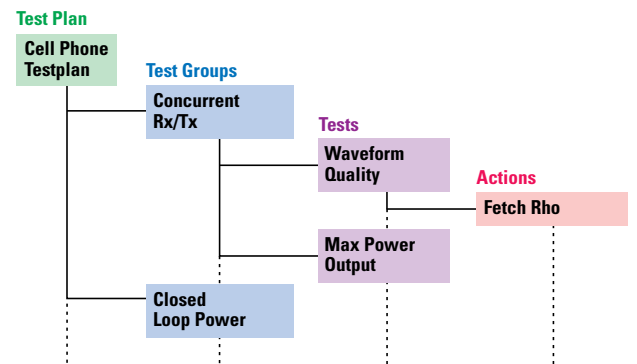 Test Plan
Cell Phone
Testplan
Test Groups
Concurrent
Rx/Tx
Tests
Waveform
Quality
Actions
Fetch Rho
Max Power
Output
Closed
Loop Power